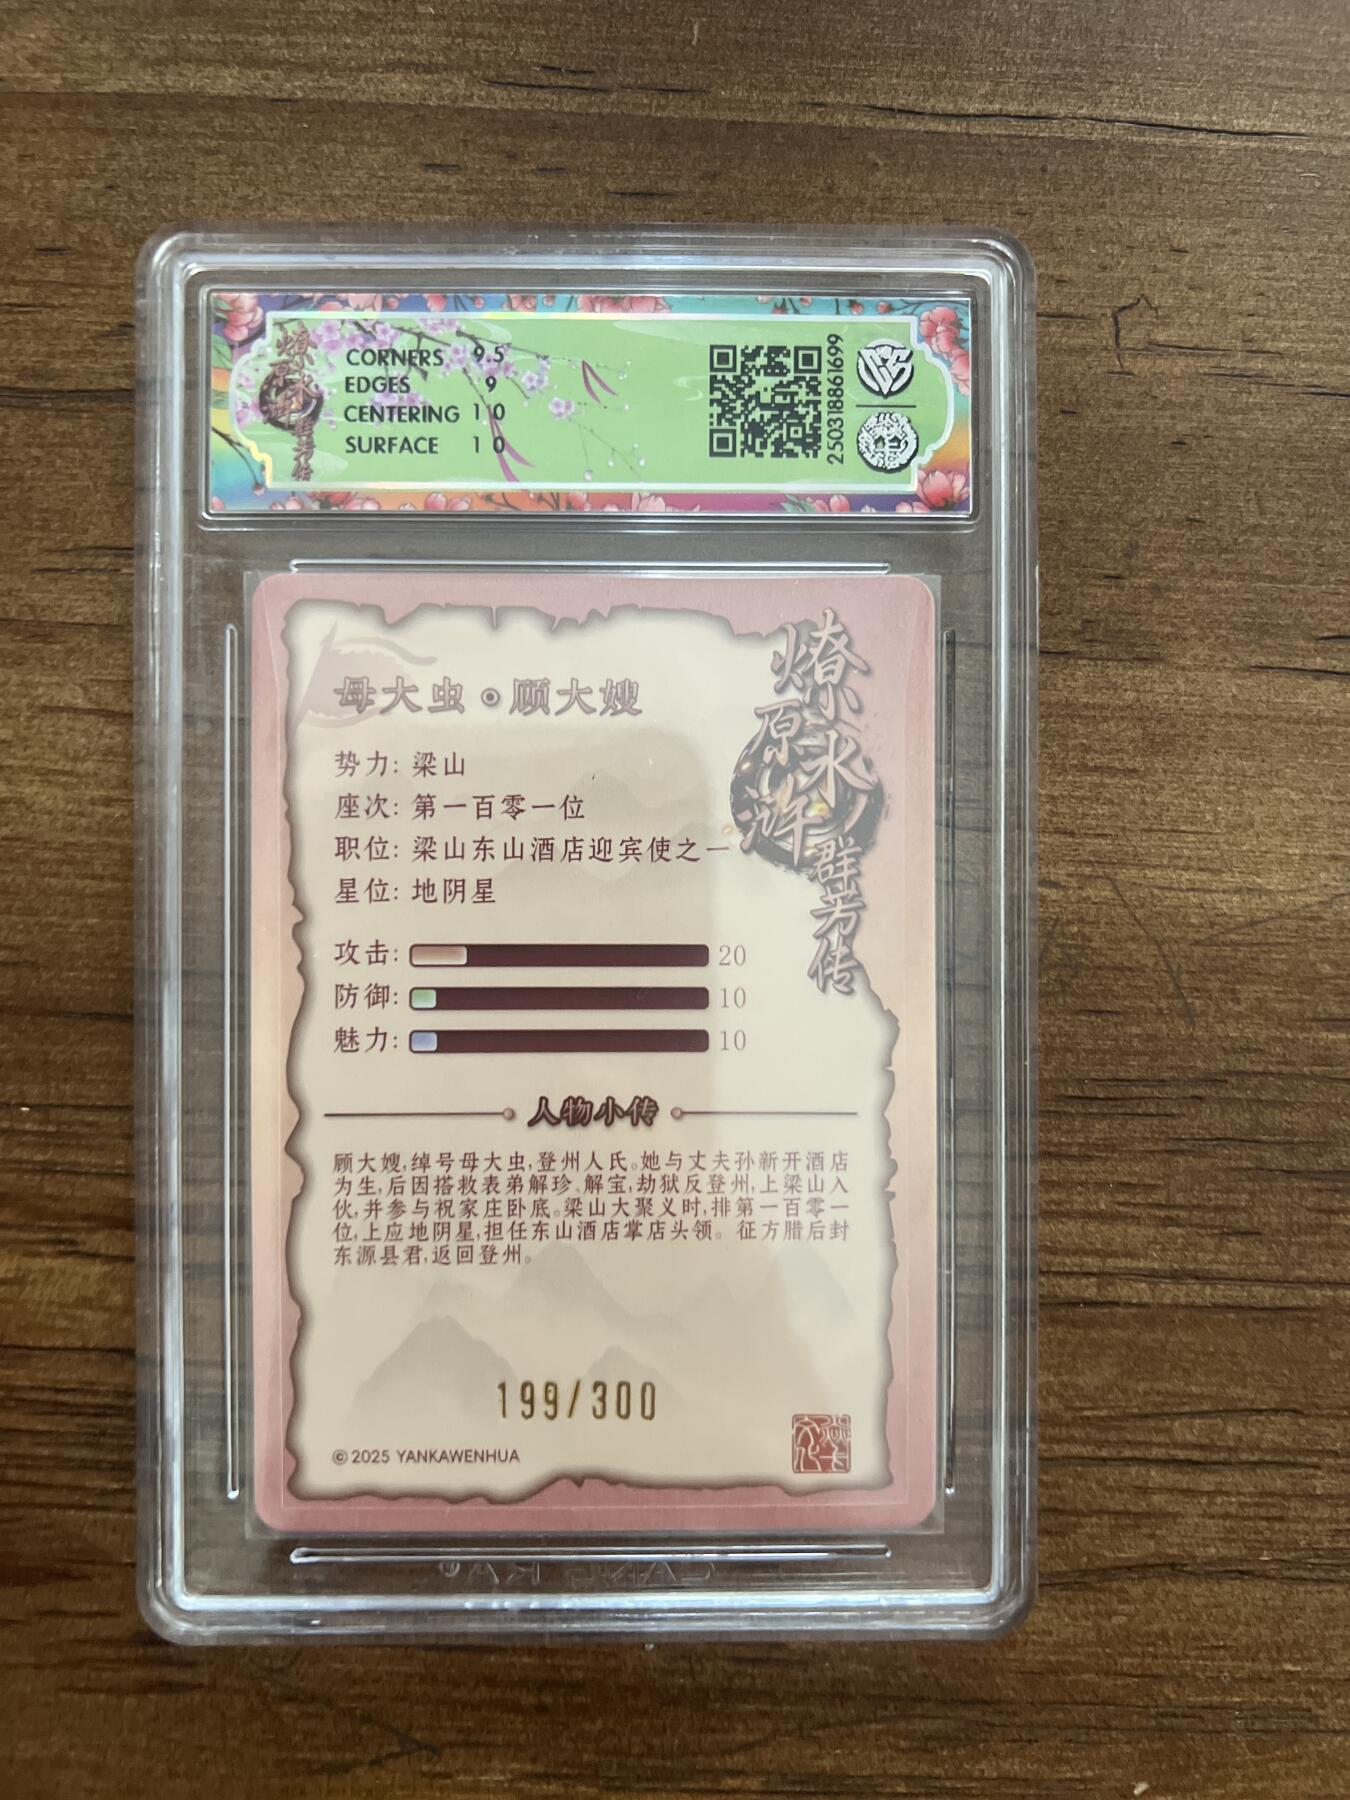 燎原水浒群芳传
CORNERS 9.5
EDGES 9
CENTERING 10
SURFACE 10
250318861699
燎原水浒群芳传
母大虫·顾大嫂
势力: 梁山
座次: 第一百零一位
职位: 梁山东山酒店迎宾使之一
星位: 地阴星
攻击: 20
防御: 10
魅力: 10
人物小传
顾大嫂,绰号母大虫,登州人氏。她与丈夫孙新开酒店
为生,后因搭救表弟解珍、解宝,劫狱反登州,上梁山入
伙,并参与祝家庄卧底。梁山大聚义时,排第一百零一
位,上应地阴星,担任东山酒店掌店头领。征方腊后封
东源县君,返回登州。
199/300
©2025 YANKAWENHUA